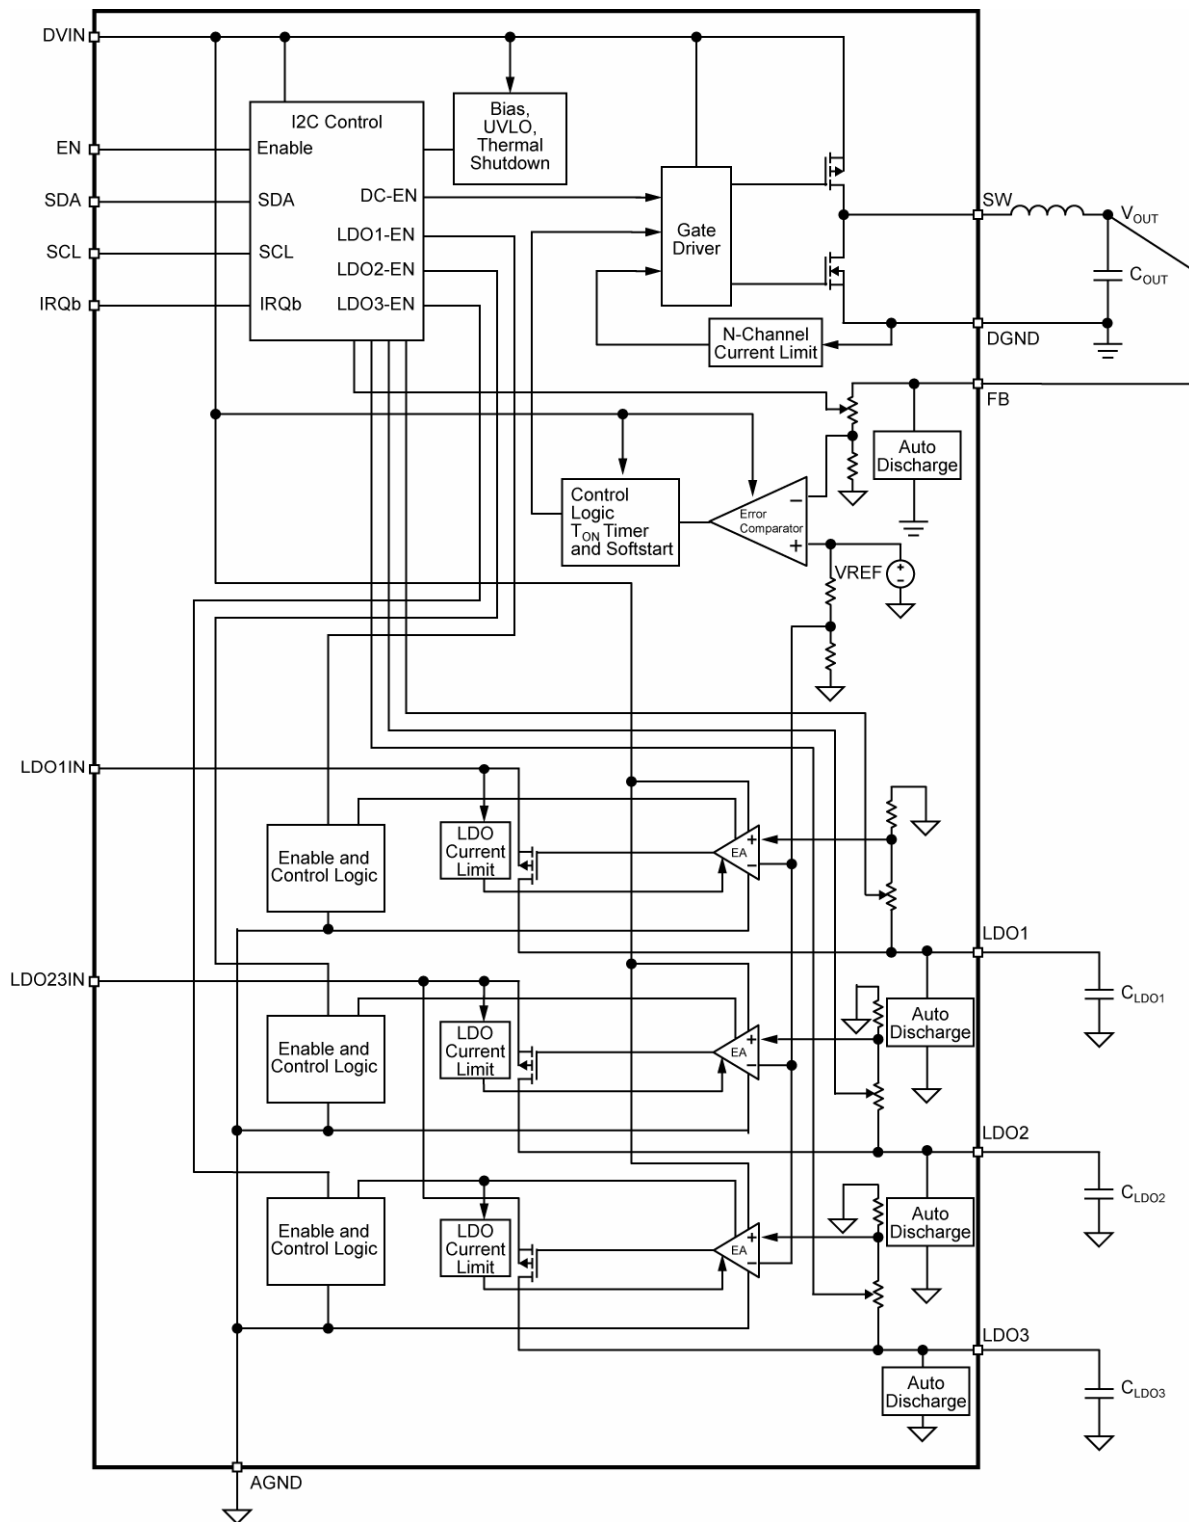 DVIN
I2C Control
Bias,
UVLO,
Thermal
Shutdown
EN
Enable
SDA
SDA
DC-EN
SW
VOUT
LDO1-EN
Gate
Driver
SCL
SCL
LDO2-EN
COUT
IRQb
IRQb
LDO3-EN
N-Channel
Current Limit
DGND
FB
Auto
Discharge
Control
Logic
TON Timer
and Softstart
−
Error
Comparator
+
VREF
+
−
LDO1IN
LDO
Current
Limit
+
EA
−
Enable and
Control Logic
LDO1
LDO23IN
CLDO1
Auto
Discharge
LDO
Current
Limit
+
EA
−
Enable and
Control Logic
LDO2
CLDO2
Auto
Discharge
LDO
Current
Limit
+
EA
−
Enable and
Control Logic
LDO3
Auto
Discharge
CLDO3
AGND